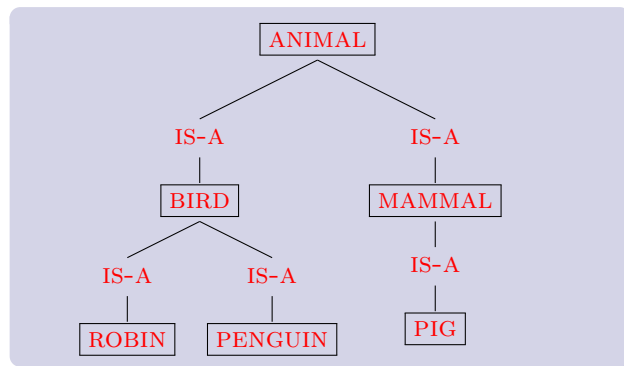 ANIMAL
IS-A IS-A
BIRD MAMMAL
IS-A IS-A IS-A
ROBIN PENGUIN PIG